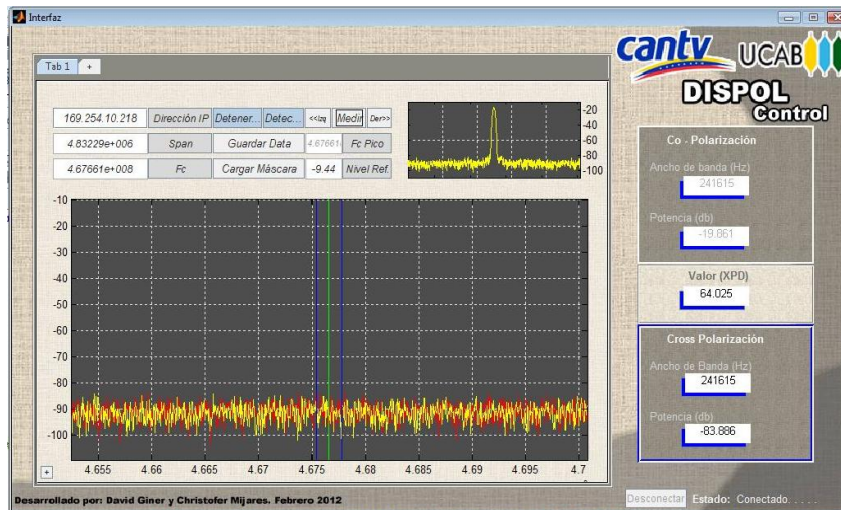 Interfaz
cantv UCAB
DISPOL
Control
Tab 1 +
169.254.10.218 Dirección IP Detener... Detec... <<Izq Medir Der>>
4.83229e+006 Span Guardar Data 4.67661 Fc Pico
4.67661e+008 Fc Cargar Máscara -9.44 Nivel Ref.
-20
-40
-60
-80
-100
-10
-20
-30
-40
-50
-60
-70
-80
-90
-100
4.655 4.66 4.665 4.67 4.675 4.68 4.685 4.69 4.695 4.7
+
Co - Polarización
Ancho de banda (Hz)
241615
Potencia (db)
-19.861
Valor (XPD)
64.025
Cross Polarización
Ancho de Banda (Hz)
241615
Potencia (db)
-83.886
Desarrollado por: David Giner y Christofer Mijares. Febrero 2012
Desconectar Estado: Conectado. . . . .